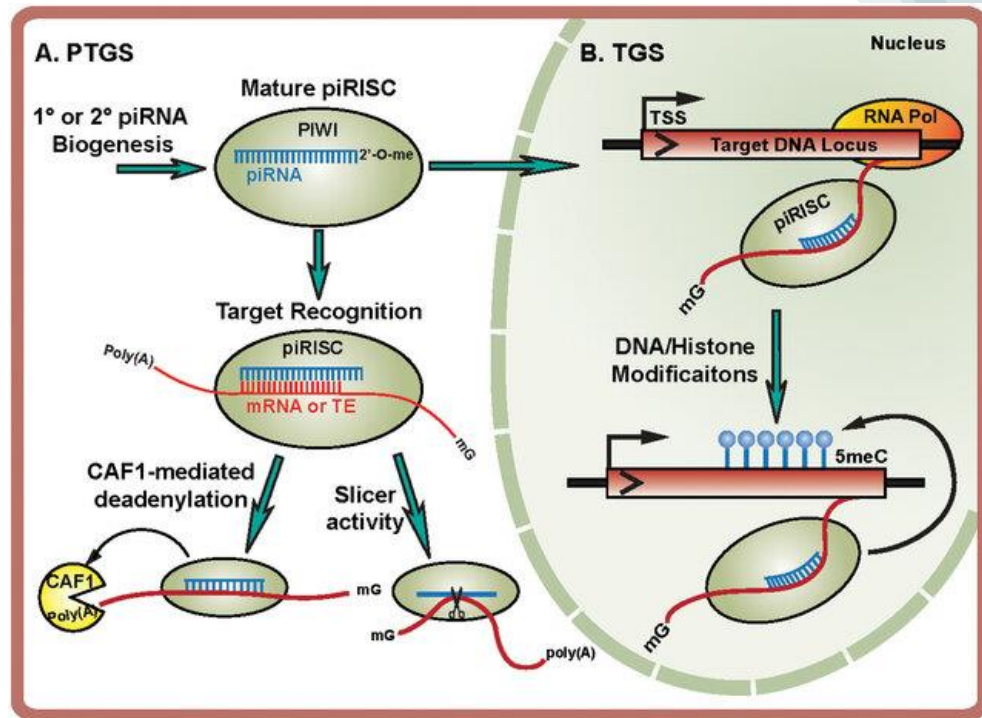 A. PTGS
Mature piRISC
1° or 2° piRNA
Biogenesis
PIWI
2'-O-me
piRNA
Target Recognition
piRISC
Poly(A)
mRNA or TE
mG
CAF1-mediated
deadenylation
Slicer
activity
CAF1
Poly(A)
mG
mG
poly(A)
B. TGS
Nucleus
TSS
RNA Pol
Target DNA Locus
piRISC
mG
DNA/Histone
Modificaitons
5meC
mG